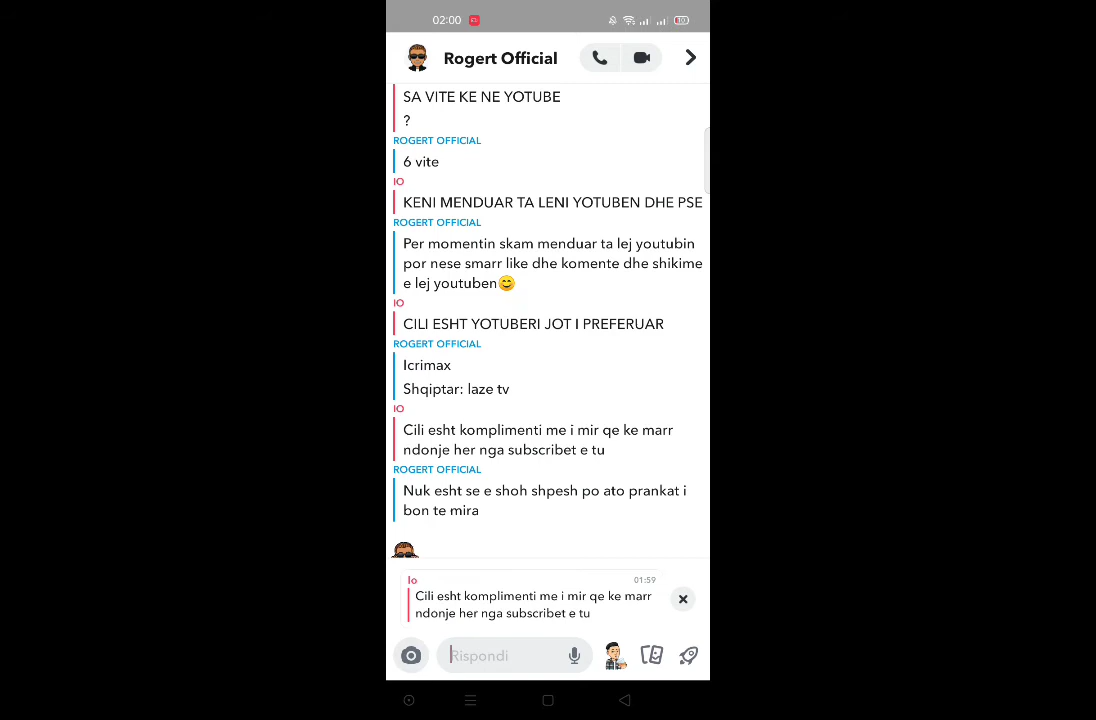 02:00
10
Rogert Official
SA VITE KE NE YOTUBE
?
ROGERT OFFICIAL
6 vite
IO
KENI MENDUAR TA LENI YOTUBEN DHE PSE
ROGERT OFFICIAL
Per momentin skam menduar ta lej youtubin
por nese smarr like dhe komente dhe shikime
e lej youtuben😊
IO
CILI ESHT YOTUBERI JOT I PREFERUAR
ROGERT OFFICIAL
Icrimax
Shqiptar: laze tv
IO
Cili esht komplimenti me i mir qe ke marr
ndonje her nga subscribet e tu
ROGERT OFFICIAL
Nuk esht se e shoh shpesh po ato prankat i
bon te mira
Io 01:59
Cili esht komplimenti me i mir qe ke marr
ndonje her nga subscribet e tu
Rispondi